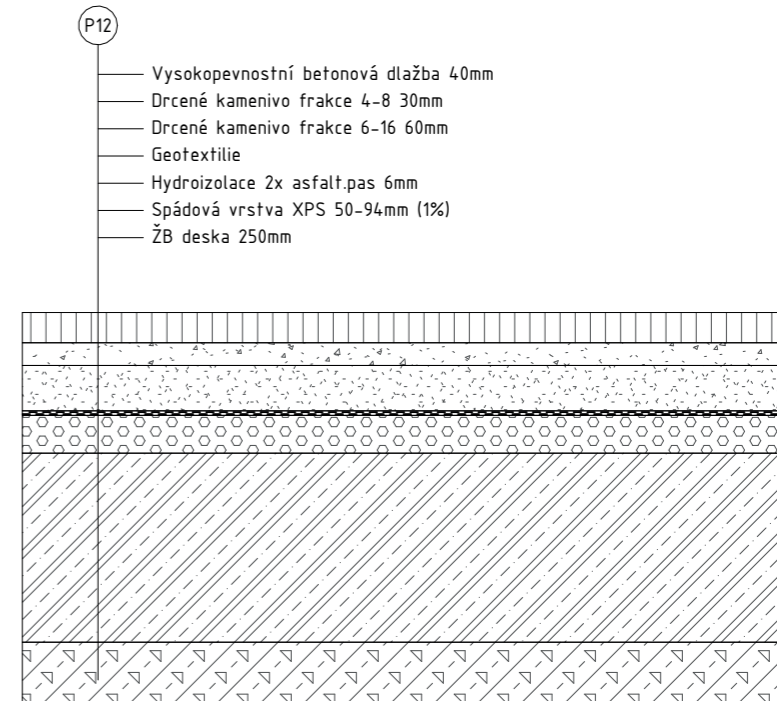 P12
Vysokopevnostní betonová dlažba 40mm
Drcené kamenivo frakce 4-8 30mm
Drcené kamenivo frakce 6-16 60mm
Geotextilie
Hydroizolace 2x asfalt.pas 6mm
Spádová vrstva XPS 50-94mm (1%)
ŽB deska 250mm